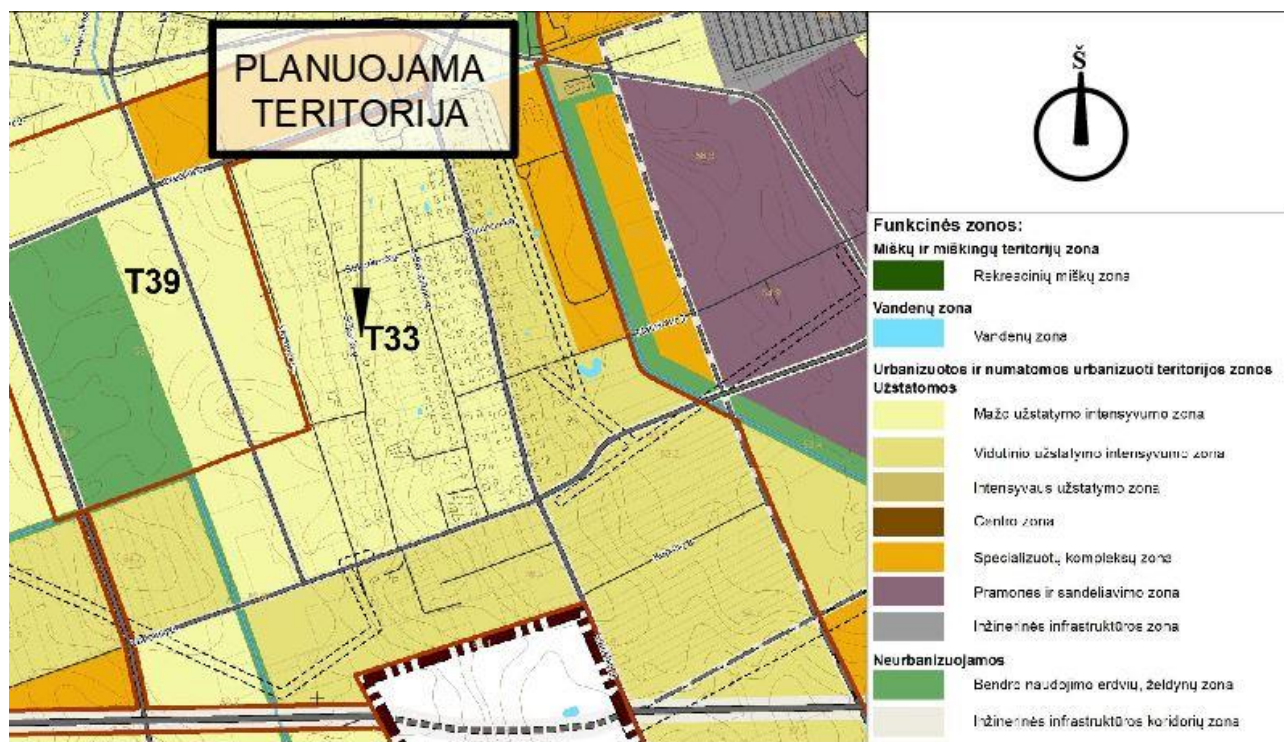 PLANUOJAMA
TERITORIJA
T39
T33
Š
Funkcinės zonos:
Miškų ir miškingų teritorijų zona
Rekreacinių miškų zona
Vandenų zona
Vandenų zona
Urbanizuotos ir numatomos urbanizuoti teritorijos zonos
Užstatomos
Mažo užstatymo intensyvumo zona
Vidutinio užstatymo intensyvumo zona
Intensyvaus užstatymo zona
Centro zona
Specializuotų kompleksų zona
Pramonės ir sandėliavimo zona
Inžinerinės infrastruktūros zona
Neurbanizuojamos
Bendro naudojimo erdvių, želdynų zona
Inžinerinės infrastruktūros koridorių zona